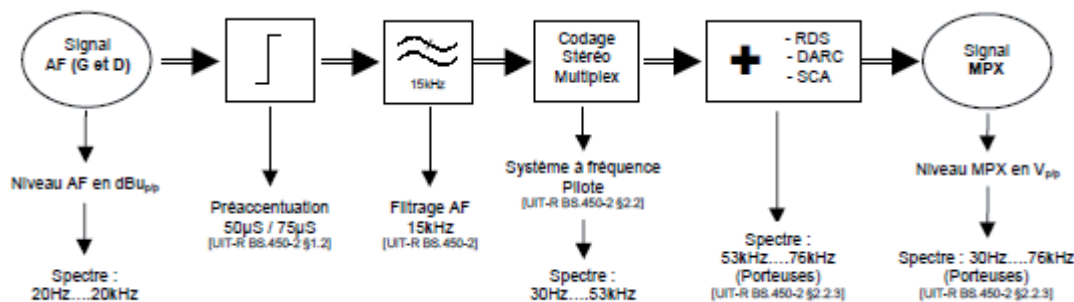 Signal
AF (G et D)
15kHz
Codage
Stéréo
Multiplex
- RDS
- DARC
- SCA
Signal
MPX
Niveau AF en dBup/p
Spectre :
20Hz....20kHz
Préaccentuation
50µS / 75µS
[UIT-R BS.450-2 §1.2]
Filtrage AF
15kHz
[UIT-R BS.450-2]
Système à fréquence
Pilote
[UIT-R BS.450-2 §2.2]
Spectre :
30Hz....53kHz
Spectre :
53kHz....76kHz
(Porteuses)
[UIT-R BS.450-2 §2.2.3]
Niveau MPX en Vp/p
Spectre : 30Hz....76kHz
(Porteuses)
[UIT-R BS.450-2 §2.2.3]